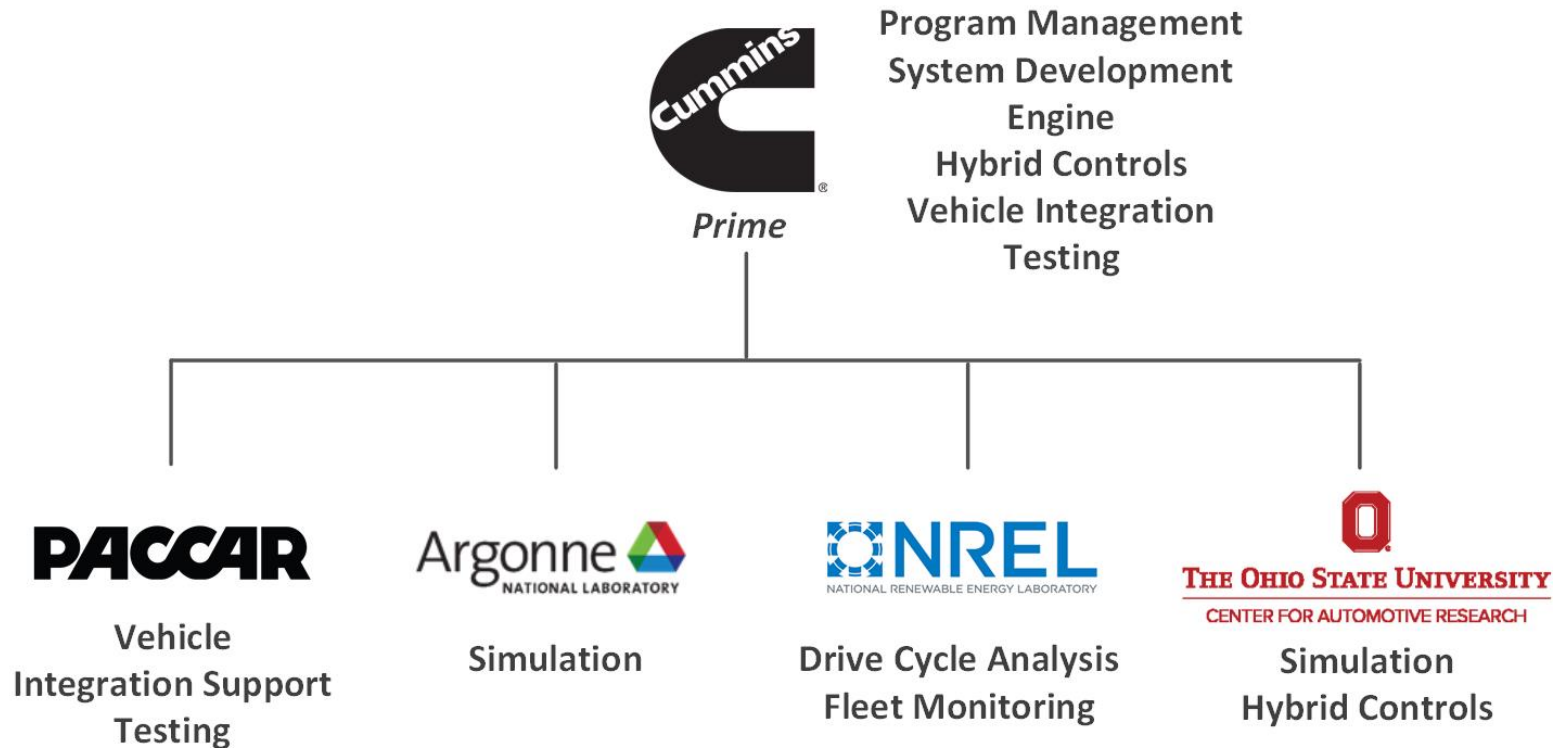 Cummins
®
Prime
Program Management
System Development
Engine
Hybrid Controls
Vehicle Integration
Testing
PACCAR
Vehicle
Integration Support
Testing
Argonne
NATIONAL LABORATORY
Simulation
NREL
NATIONAL RENEWABLE ENERGY LABORATORY
Drive Cycle Analysis
Fleet Monitoring
O
THE OHIO STATE UNIVERSITY
CENTER FOR AUTOMOTIVE RESEARCH
Simulation
Hybrid Controls